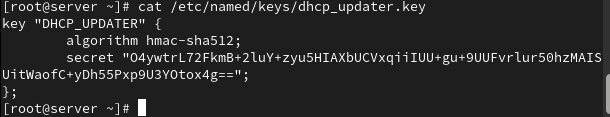 [root@server ~]# cat /etc/named/keys/dhcp_updater.key
key "DHCP_UPDATER" {
        algorithm hmac-sha512;
        secret "O4ywtrL72FkmB+2luY+zyu5HIAXbUCVxqiiIUU+gu+9UUFvrlur50hzMAIS
UitWaofC+yDh55Pxp9U3YOtox4g==";
};
[root@server ~]#